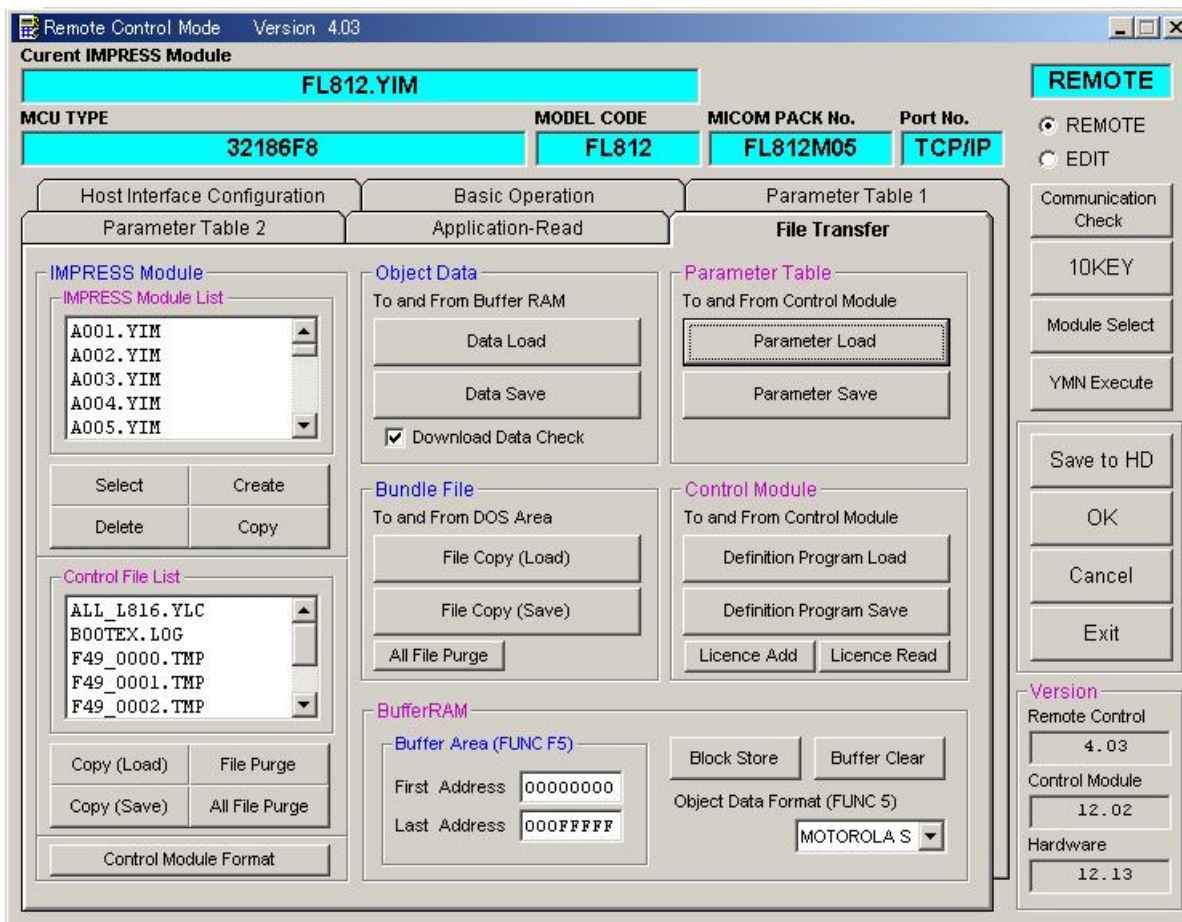 Remote Control Mode Version 4.03
Curent IMPRESS Module
FL812.YIM
REMOTE
MCU TYPE MODEL CODE MICOM PACK No. Port No.
32186F8 FL812 FL812M05 TCP/IP
REMOTE
EDIT
Host Interface Configuration Basic Operation Parameter Table 1
Parameter Table 2 Application-Read File Transfer
IMPRESS Module
IMPRESS Module List
A001.YIM
A002.YIM
A003.YIM
A004.YIM
A005.YIM
Select Create
Delete Copy
Control File List
ALL_L816.YLC
BOOTEX.LOG
F49_0000.TMP
F49_0001.TMP
F49_0002.TMP
Copy (Load) File Purge
Copy (Save) All File Purge
Control Module Format
Object Data
To and From Buffer RAM
Data Load
Data Save
Download Data Check
Parameter Table
To and From Control Module
Parameter Load
Parameter Save
Bundle File
To and From DOS Area
File Copy (Load)
File Copy (Save)
All File Purge
Control Module
To and From Control Module
Definition Program Load
Definition Program Save
Licence Add Licence Read
BufferRAM
Buffer Area (FUNC F5)
First Address 00000000
Last Address 000FFFFF
Block Store Buffer Clear
Object Data Format (FUNC 5)
MOTOROLA S
Communication
Check
10KEY
Module Select
YMN Execute
Save to HD
OK
Cancel
Exit
Version
Remote Control
4.03
Control Module
12.02
Hardware
12.13